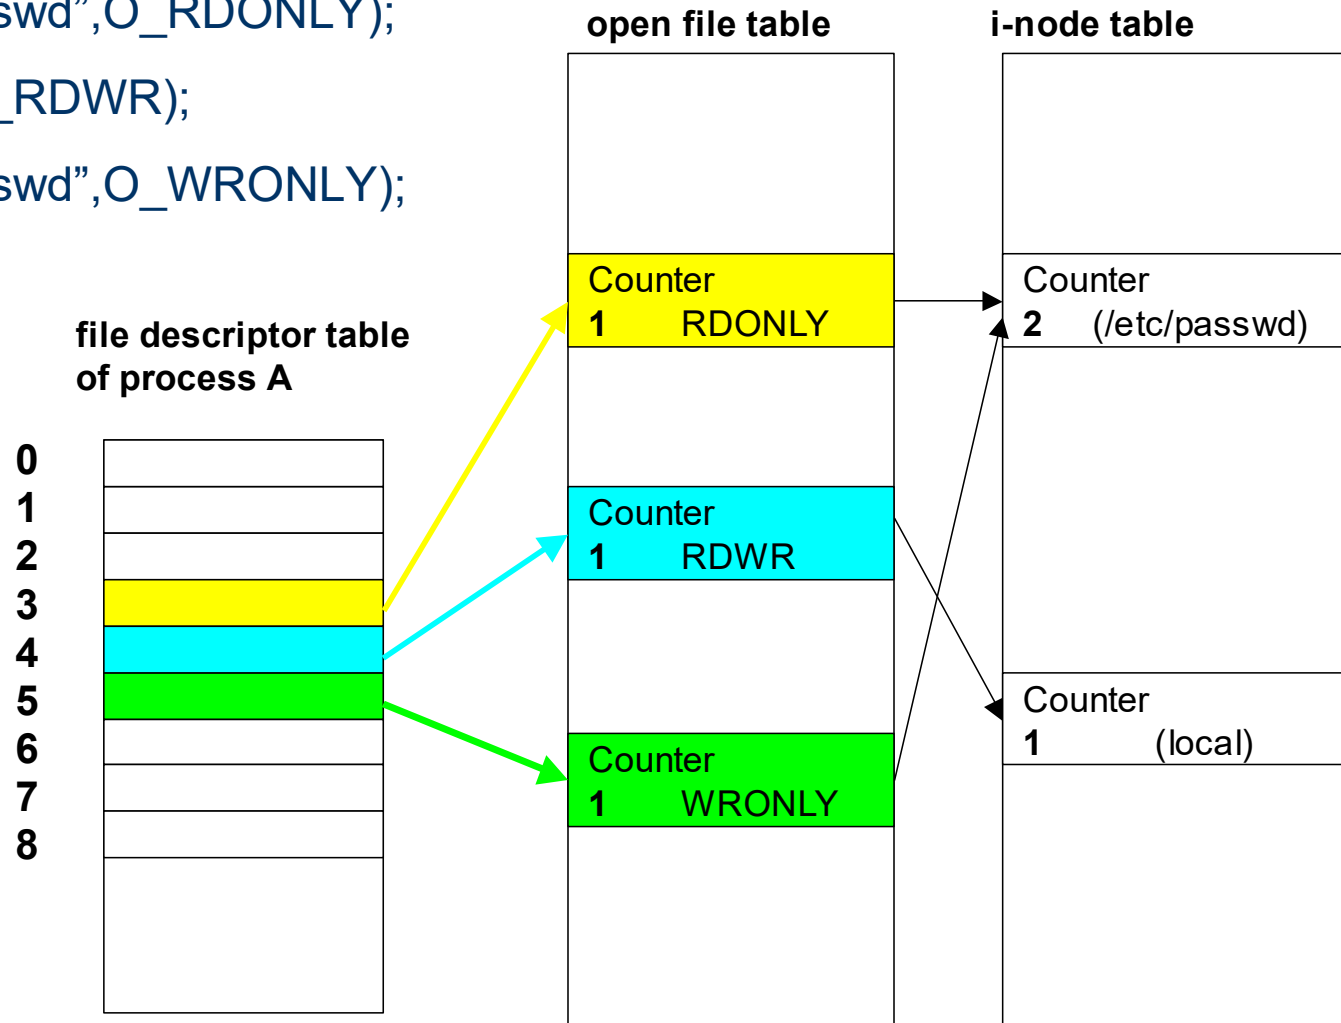 swd”,O_RDONLY);
_RDWR);
swd”,O_WRONLY);
open file table
i-node table
file descriptor table
of process A
0
1
2
3
4
5
6
7
8
Counter
1 RDONLY
Counter
1 RDWR
Counter
1 WRONLY
Counter
2 (/etc/passwd)
Counter
1 (local)